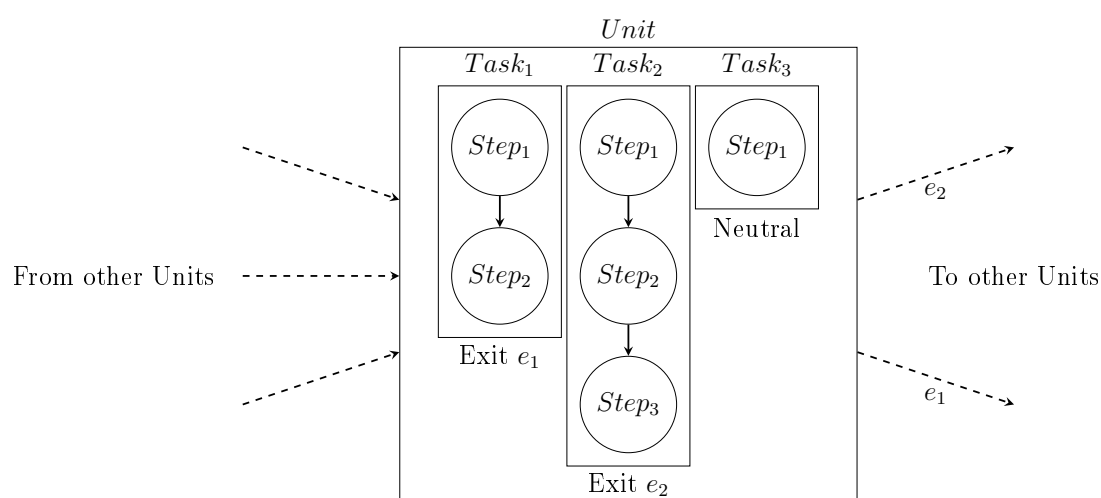 Unit
Task₁ Task₂ Task₃
Step₁ Step₁ Step₁
e₂
Neutral
From other Units Step₂ Step₂ To other Units
Exit e₁
e₁
Step₃
Exit e₂